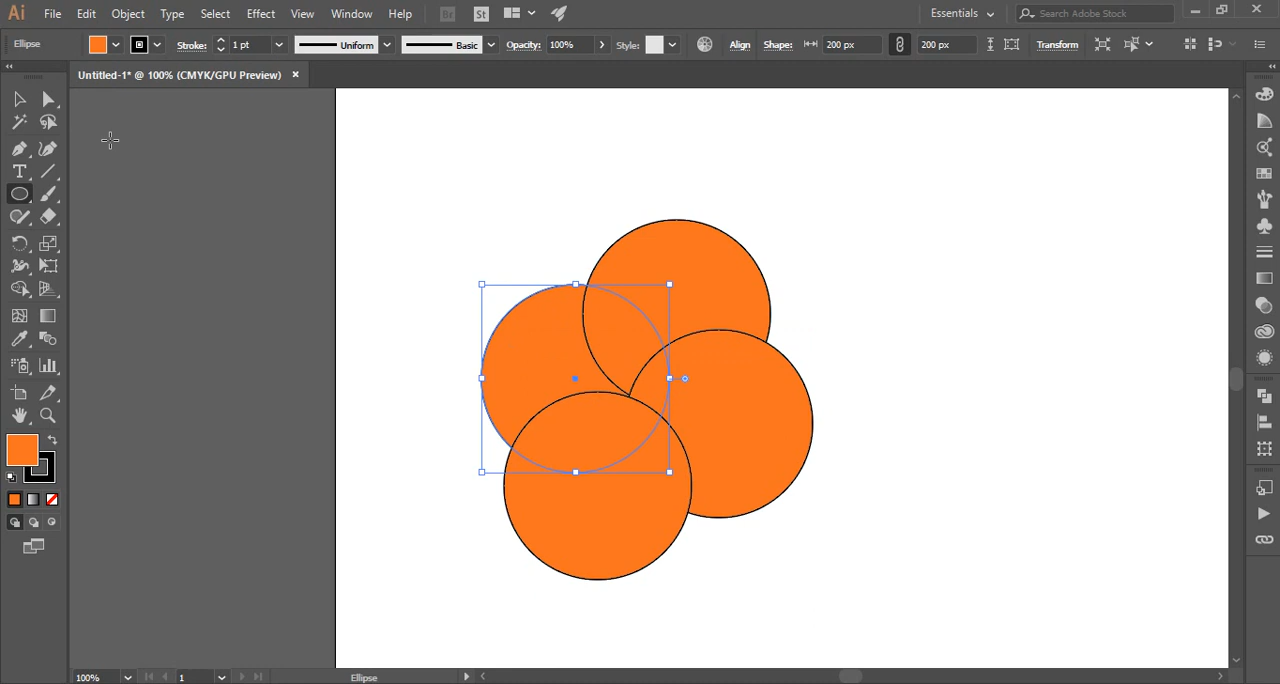 Ai File Edit Object Type Select Effect View Window Help Br St Essentials Search Adobe Stock
Ellipse Stroke: 1 pt Uniform Basic Opacity: 100% Style: Align Shape: 200 px 200 px Transform
Untitled-1* @ 100% (CMYK/GPU Preview) ×
T
100% 1 Ellipse